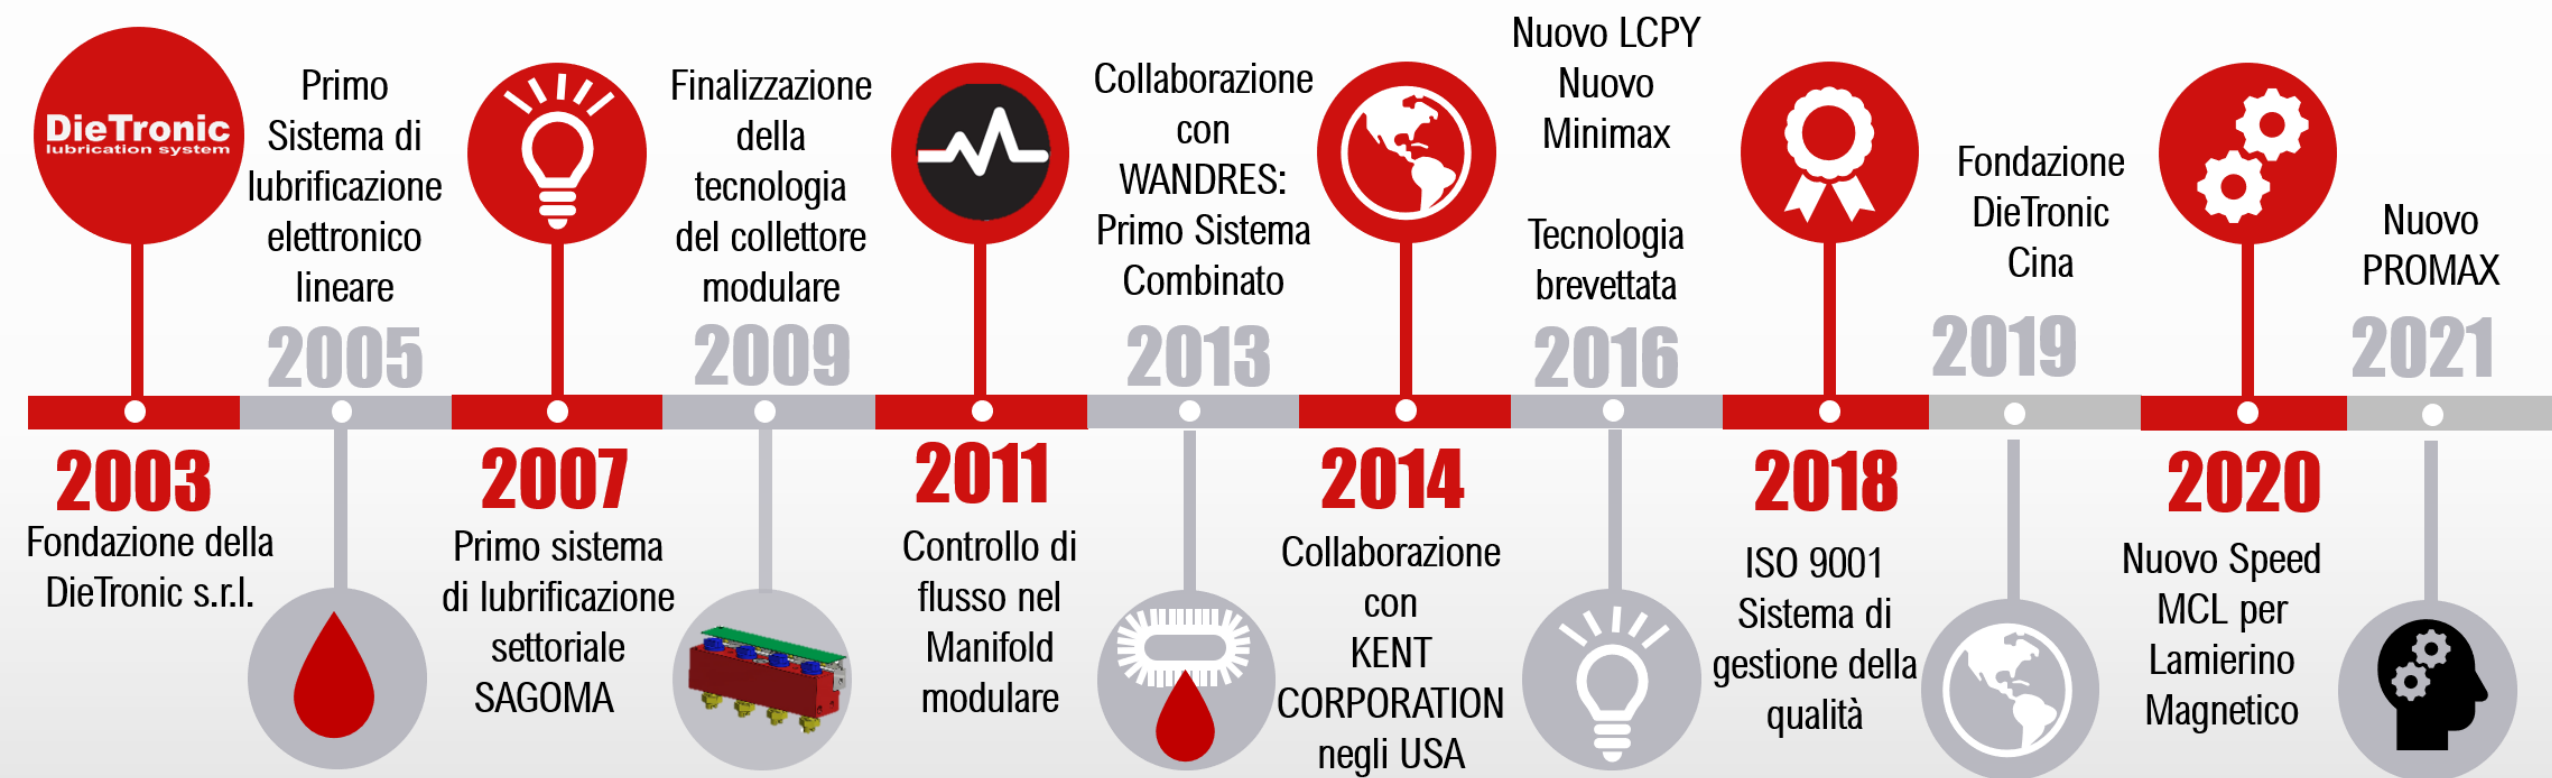 DieTronic
lubrication system
2003
Fondazione della
DieTronic s.r.l.
Primo
Sistema di
lubrificazione
elettronico
lineare
2005
2007
Primo sistema
di lubrificazione
settoriale
SAGOMA
Finalizzazione
della
tecnologia
del collettore
modulare
2009
2011
Controllo di
flusso nel
Manifold
modulare
Collaborazione
con
WANDRES:
Primo Sistema
Combinato
2013
2014
Collaborazione
con
KENT
CORPORATION
negli USA
Nuovo LCPY
Nuovo
Minimax
Tecnologia
brevettata
2016
2018
ISO 9001
Sistema di
gestione della
qualità
Fondazione
DieTronic
Cina
2019
2020
Nuovo Speed
MCL per
Lamierino
Magnetico
Nuovo
PROMAX
2021